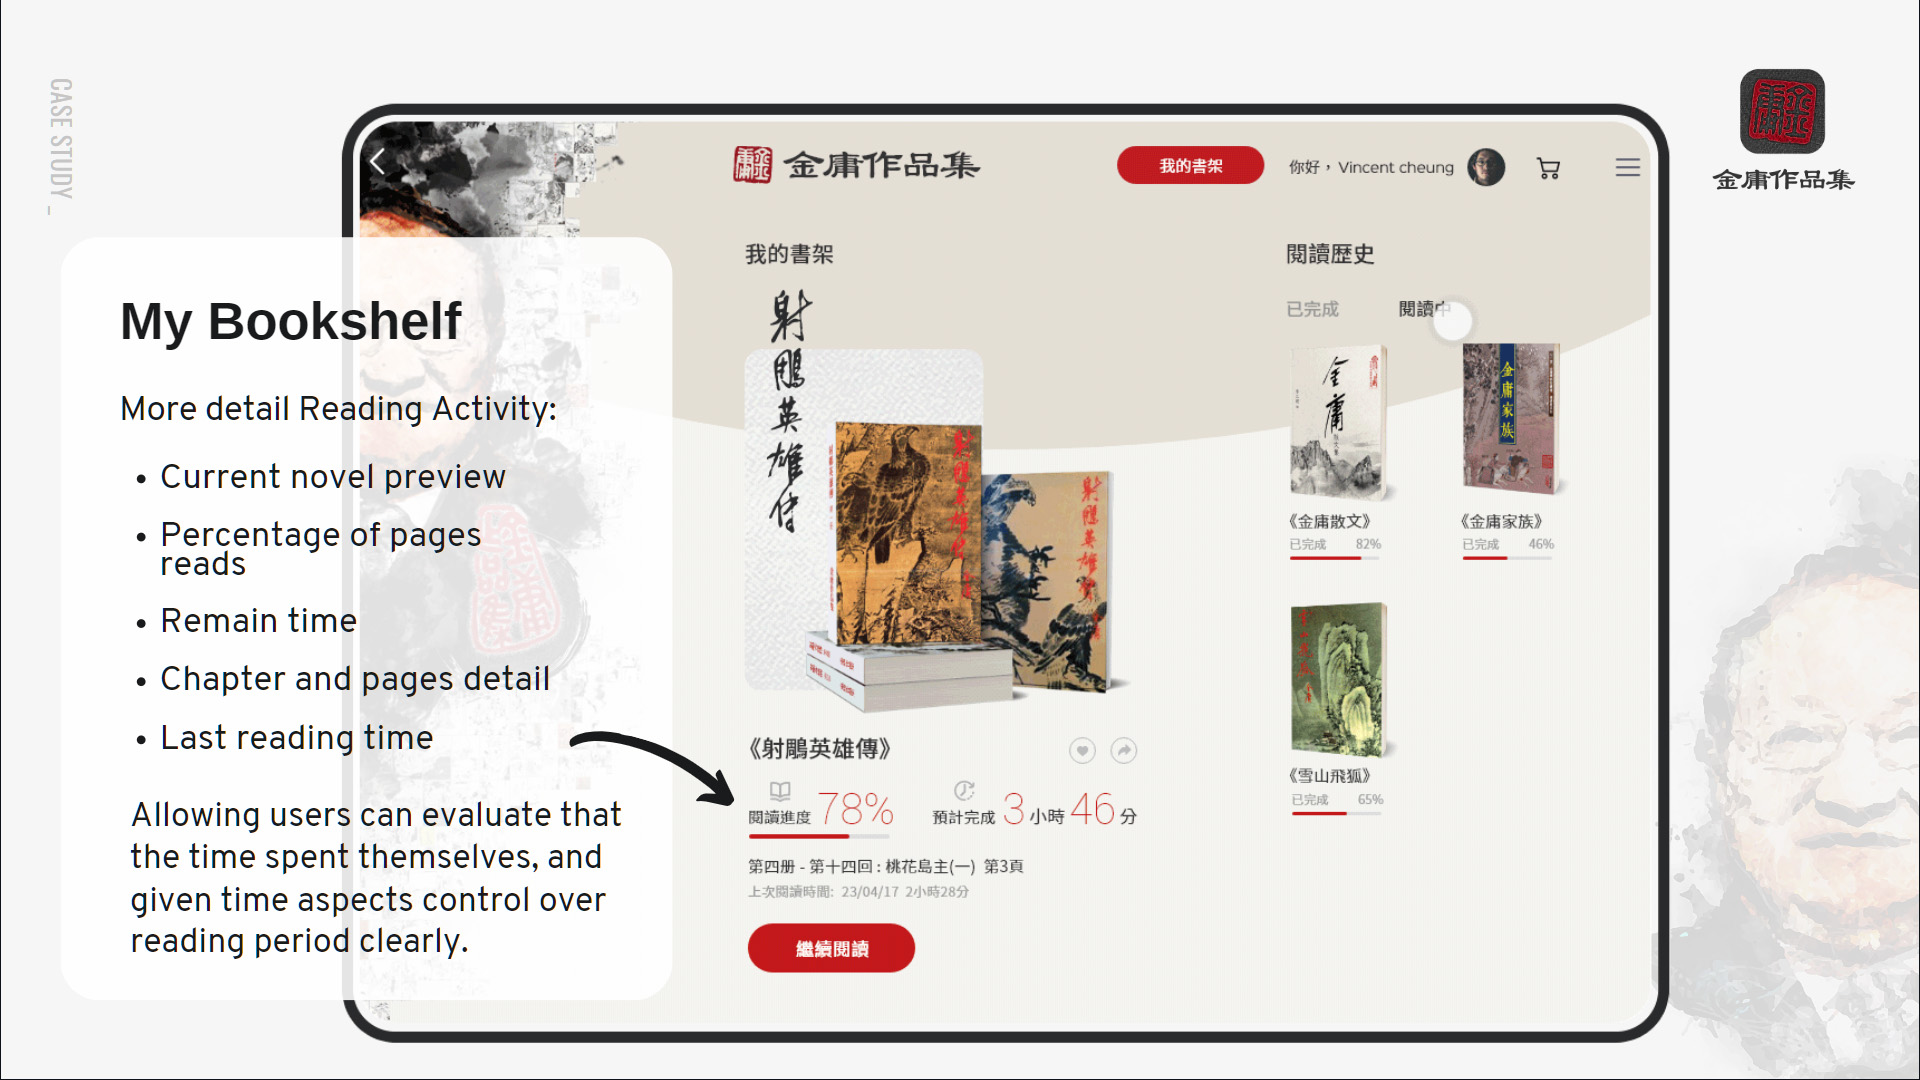 CASE STUDY _
金庸作品集
My Bookshelf
More detail Reading Activity:
• Current novel preview
• Percentage of pages
reads
• Remain time
• Chapter and pages detail
• Last reading time
Allowing users can evaluate that
the time spent themselves, and
given time aspects control over
reading period clearly.
金庸作品集
我的書架
你好，Vincent cheung
我的書架
射鵰英雄傳
《射鵰英雄傳》
閱讀進度 78%
預計完成 3 小時 46 分
第四册 - 第十四回 : 桃花島主(一) 第3頁
上次閱讀時間: 23/04/17 2小時28分
繼續閱讀
閱讀歷史
已完成
閱讀中
金庸
金庸家族
《金庸散文》
已完成 82%
《金庸家族》
已完成 46%
《雪山飛狐》
已完成 65%